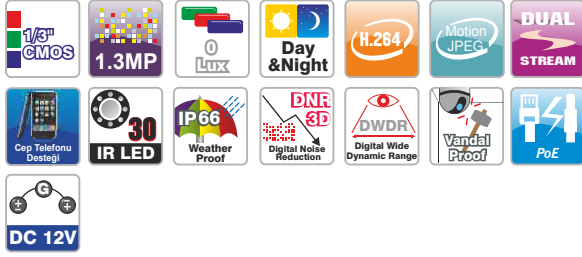 1/3"
CMOS
1.3MP
0
Lux
Day
&Night
H.264
Motion
JPEG
DUAL
STREAM
Cep Telefonu
Desteği
30
IR LED
IP66
Weather
Proof
DNR
3D
Digital Noise
Reduction
DWDR
Digital Wide
Dynamic Range
Vandal
Proof
PoE
G
DC 12V